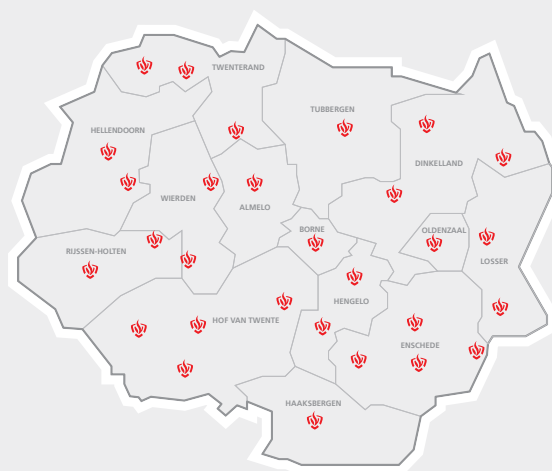 TWENTERAND
TUBBERGEN
HELLENDOORN
DINKELLAND
WIERDEN
ALMELO
BORNE
OLDENZAAL
RIJSSEN-HOLTEN
LOSSER
HENGELO
HOF VAN TWENTE
ENSCHEDE
HAAKSBERGEN